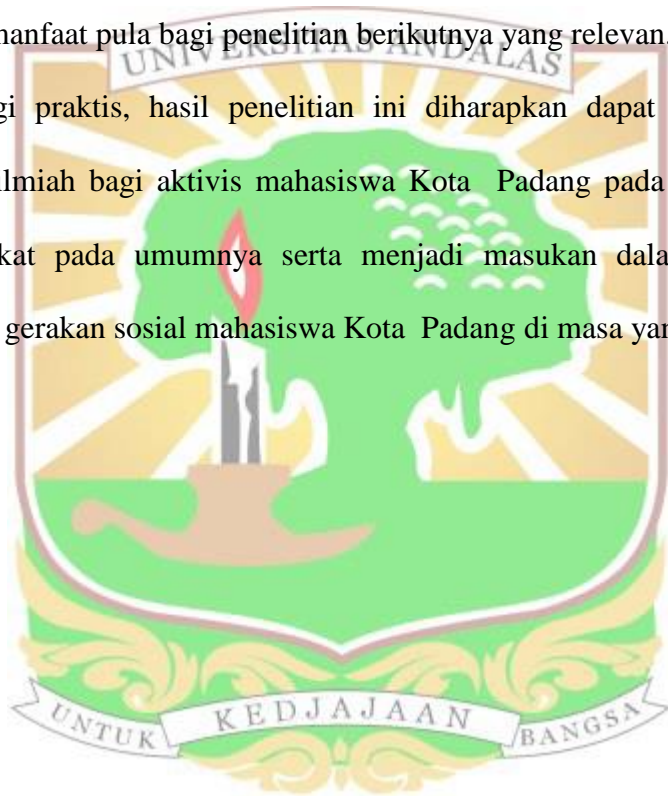 manfaat pula bagi penelitian berikutnya yang relevan.
UNIVERSITAS ANDALAS
gi praktis, hasil penelitian ini diharapkan dapat
ilmiah bagi aktivis mahasiswa Kota Padang pada
kat pada umumnya serta menjadi masukan dala
gerakan sosial mahasiswa Kota Padang di masa yan
UNTUK KEDJAJAAN BANGSA